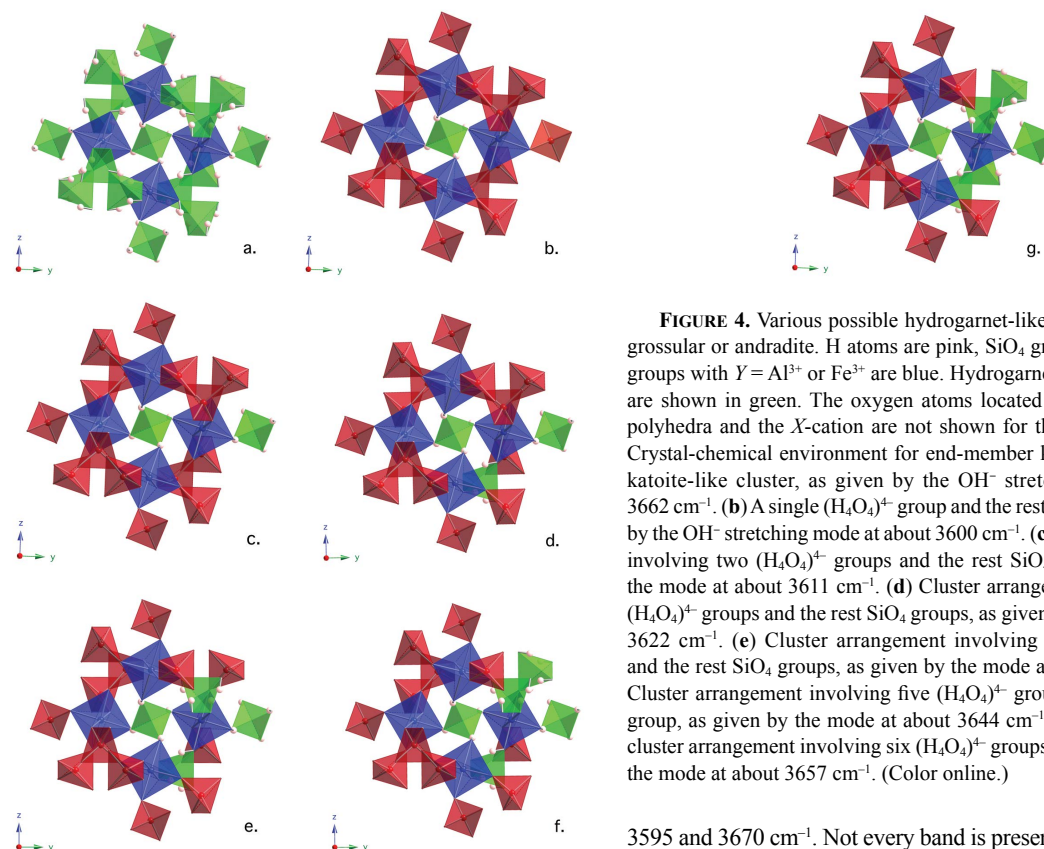 z
y
a.
z
y
b.
z
y
g.
z
y
c.
z
y
d.
z
y
e.
z
y
f.
FIGURE 4. Various possible hydrogarnet-like
grossular or andradite. H atoms are pink, SiO₄ gr
groups with Y = Al³⁺ or Fe³⁺ are blue. Hydrogarne
are shown in green. The oxygen atoms located
polyhedra and the X-cation are not shown for th
Crystal-chemical environment for end-member l
katoite-like cluster, as given by the OH⁻ stretc
3662 cm⁻¹. (b) A single (H₄O₄)⁴⁻ group and the rest
by the OH⁻ stretching mode at about 3600 cm⁻¹. (c
involving two (H₄O₄)⁴⁻ groups and the rest SiO
the mode at about 3611 cm⁻¹. (d) Cluster arrange
(H₄O₄)⁴⁻ groups and the rest SiO₄ groups, as given
3622 cm⁻¹. (e) Cluster arrangement involving
and the rest SiO₄ groups, as given by the mode a
Cluster arrangement involving five (H₄O₄)⁴⁻ grou
group, as given by the mode at about 3644 cm⁻¹
cluster arrangement involving six (H₄O₄)⁴⁻ groups
the mode at about 3657 cm⁻¹. (Color online.)
3595 and 3670 cm⁻¹. Not every band is presen